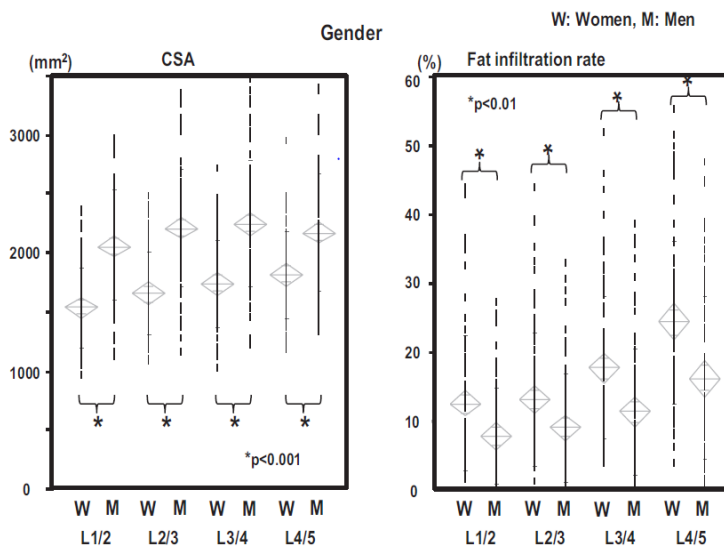 W: Women, M: Men
Gender
(mm²) CSA
3000
2000
1000
0
* * * *
*p<0.001
W M W M W M W M
L1/2 L2/3 L3/4 L4/5
(%) Fat infiltration rate
60
50
40
30
20
10
0
*p<0.01
* * * *
W M W M W M W M
L1/2 L2/3 L3/4 L4/5